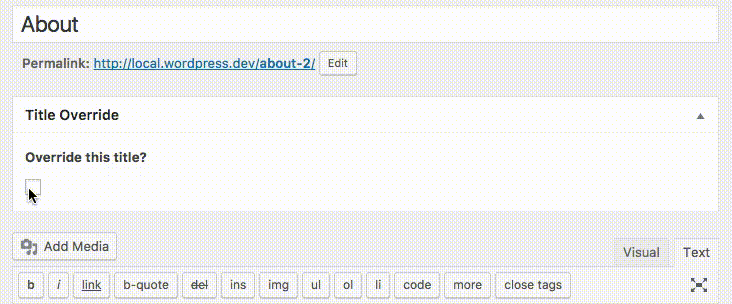 About
Permalink: http://local.wordpress.dev/about-2/ Edit
Title Override
Override this title?
Add Media
Visual Text
b i link b-quote del ins img ul ol li code more close tags